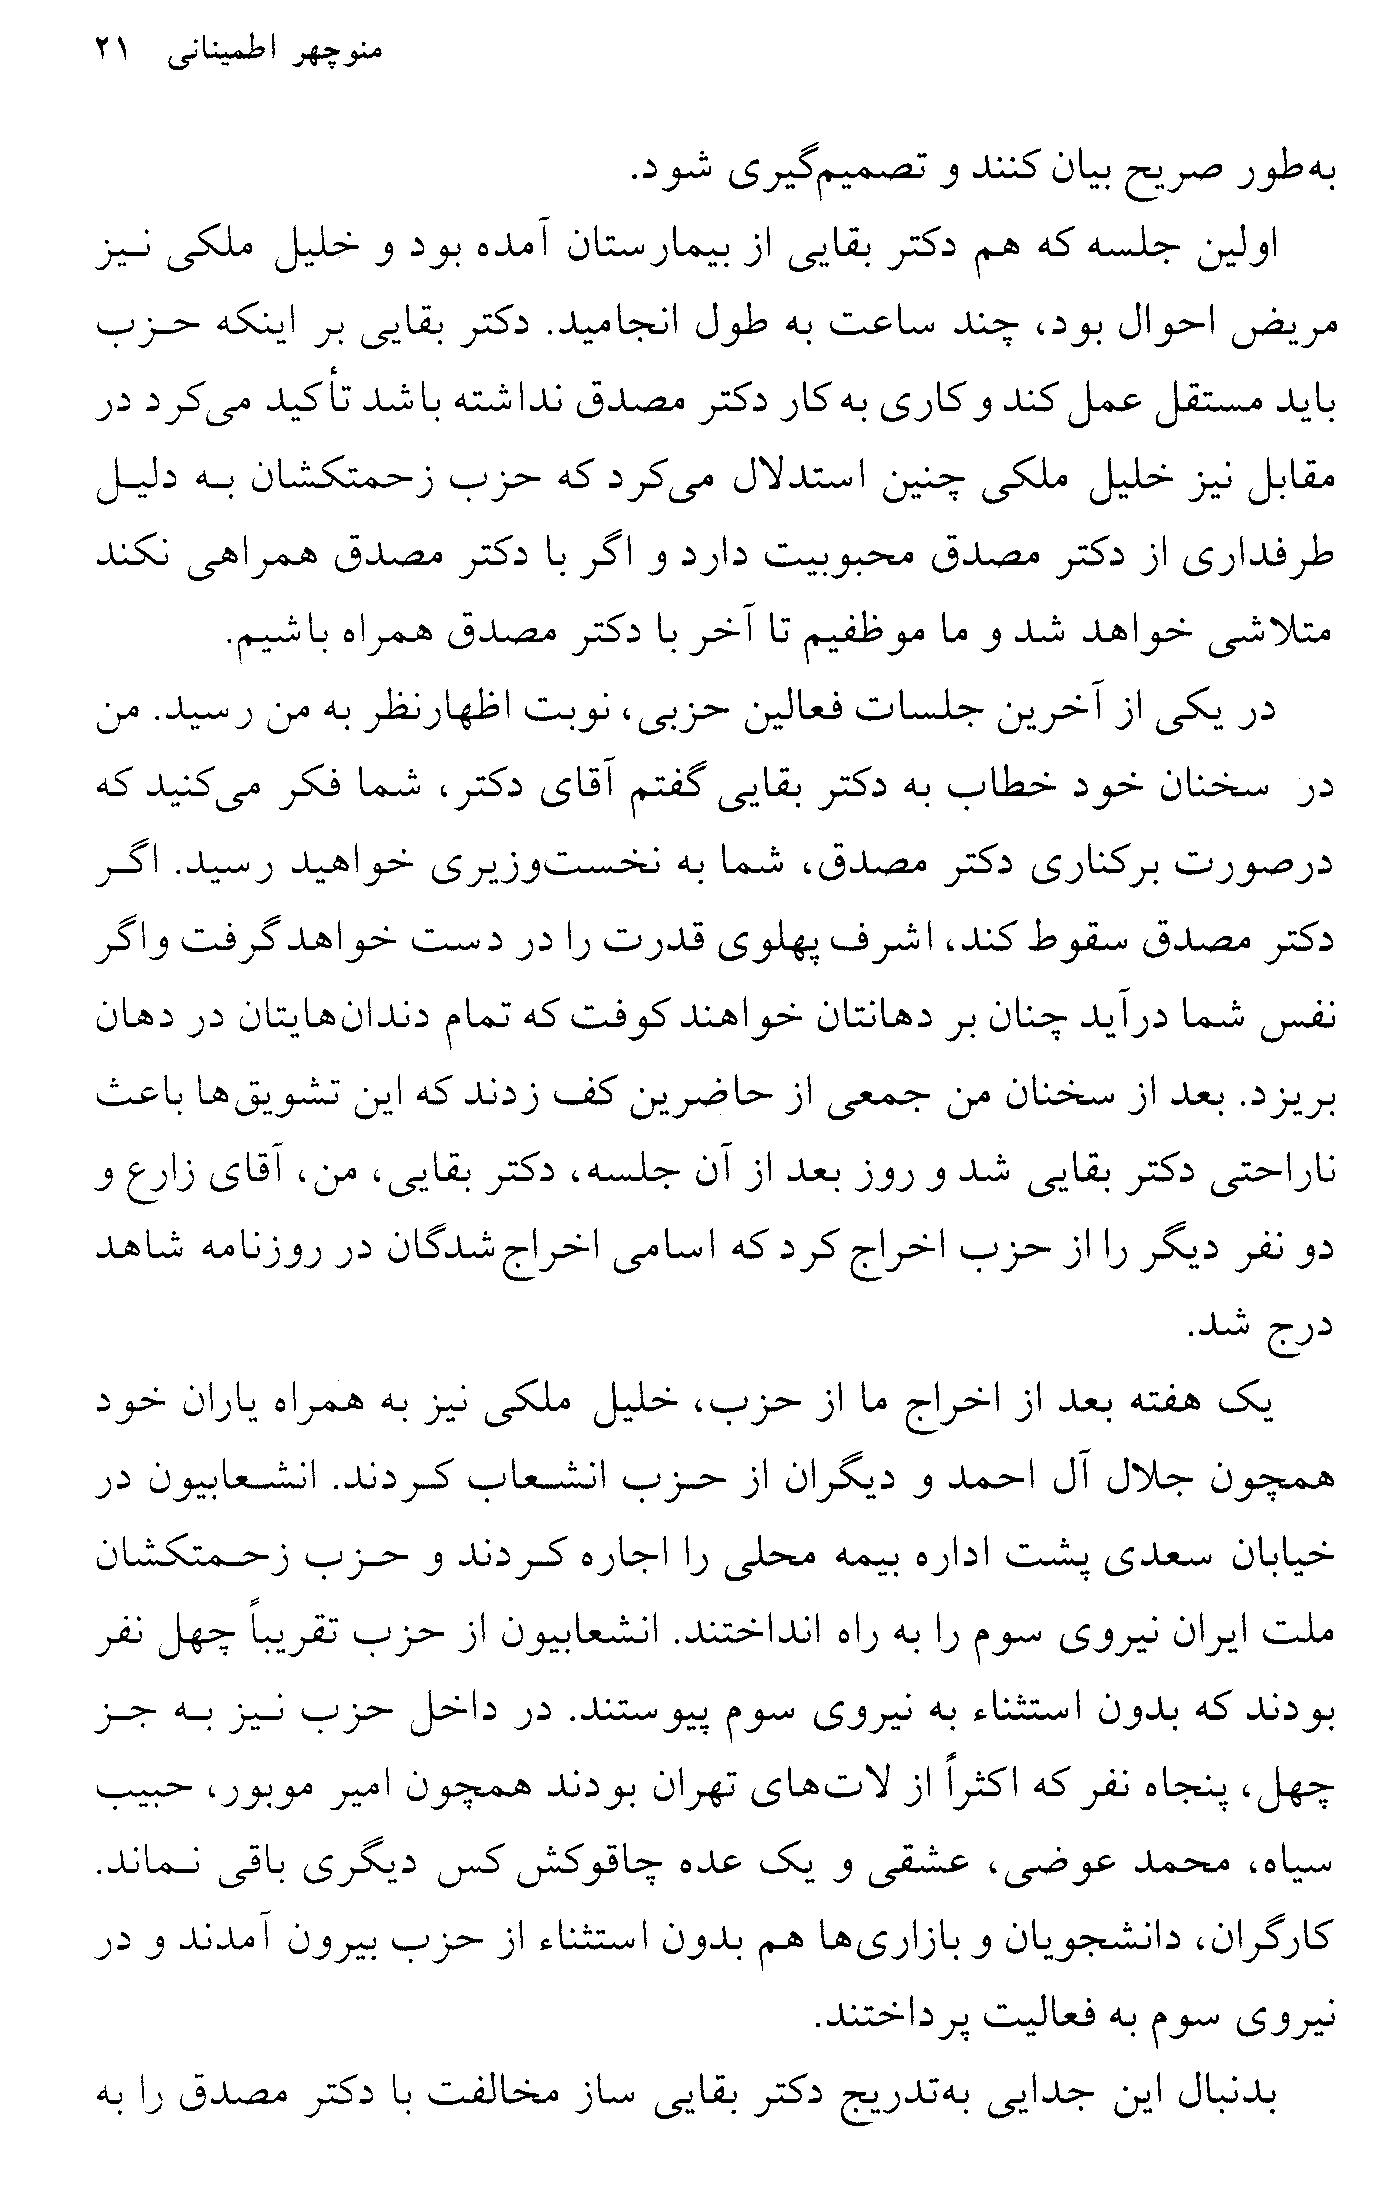 منوچهر اطمینانی ۲۱
به‌طور صریح بیان کنند و تصمیم‌گیری شود.
اولین جلسه که هم دکتر بقایی از بیمارستان آمده بود و خلیل ملکی نیز
مریض احوال بود، چند ساعت به طول انجامید. دکتر بقایی بر اینکه حزب
باید مستقل عمل کند و کاری به کار دکتر مصدق نداشته باشد تأکید می‌کرد در
مقابل نیز خلیل ملکی چنین استدلال می‌کرد که حزب زحمتکشان به دلیل
طرفداری از دکتر مصدق محبوبیت دارد و اگر با دکتر مصدق همراهی نکند
متلاشی خواهد شد و ما موظفیم تا آخر با دکتر مصدق همراه باشیم.
در یکی از آخرین جلسات فعالین حزبی، نوبت اظهارنظر به من رسید. من
در سخنان خود خطاب به دکتر بقایی گفتم آقای دکتر، شما فکر می‌کنید که
درصورت برکناری دکتر مصدق، شما به نخست‌وزیری خواهید رسید. اگر
دکتر مصدق سقوط کند، اشرف پهلوی قدرت را در دست خواهد گرفت و اگر
نفس شما درآید چنان بر دهانتان خواهند کوفت که تمام دندان‌هایتان در دهان
بریزد. بعد از سخنان من جمعی از حاضرین کف زدند که این تشویق‌ها باعث
ناراحتی دکتر بقایی شد و روز بعد از آن جلسه، دکتر بقایی، من، آقای زارع و
دو نفر دیگر را از حزب اخراج کرد که اسامی اخراج‌شدگان در روزنامه شاهد
درج شد.
یک هفته بعد از اخراج ما از حزب، خلیل ملکی نیز به همراه یاران خود
همچون جلال آل احمد و دیگران از حزب انشعاب کردند. انشعابیون در
خیابان سعدی پشت اداره بیمه محلی را اجاره کردند و حزب زحمتکشان
ملت ایران نیروی سوم را به راه انداختند. انشعابیون از حزب تقریباً چهل نفر
بودند که بدون استثناء به نیروی سوم پیوستند. در داخل حزب نیز به جز
چهل، پنجاه نفر که اکثراً از لات‌های تهران بودند همچون امیر موبور، حبیب
سیاه، محمد عوضی، عشقی و یک عده چاقوکش کس دیگری باقی نماند.
کارگران، دانشجویان و بازاری‌ها هم بدون استثناء از حزب بیرون آمدند و در
نیروی سوم به فعالیت پرداختند.
بدنبال این جدایی به‌تدریج دکتر بقایی ساز مخالفت با دکتر مصدق را به